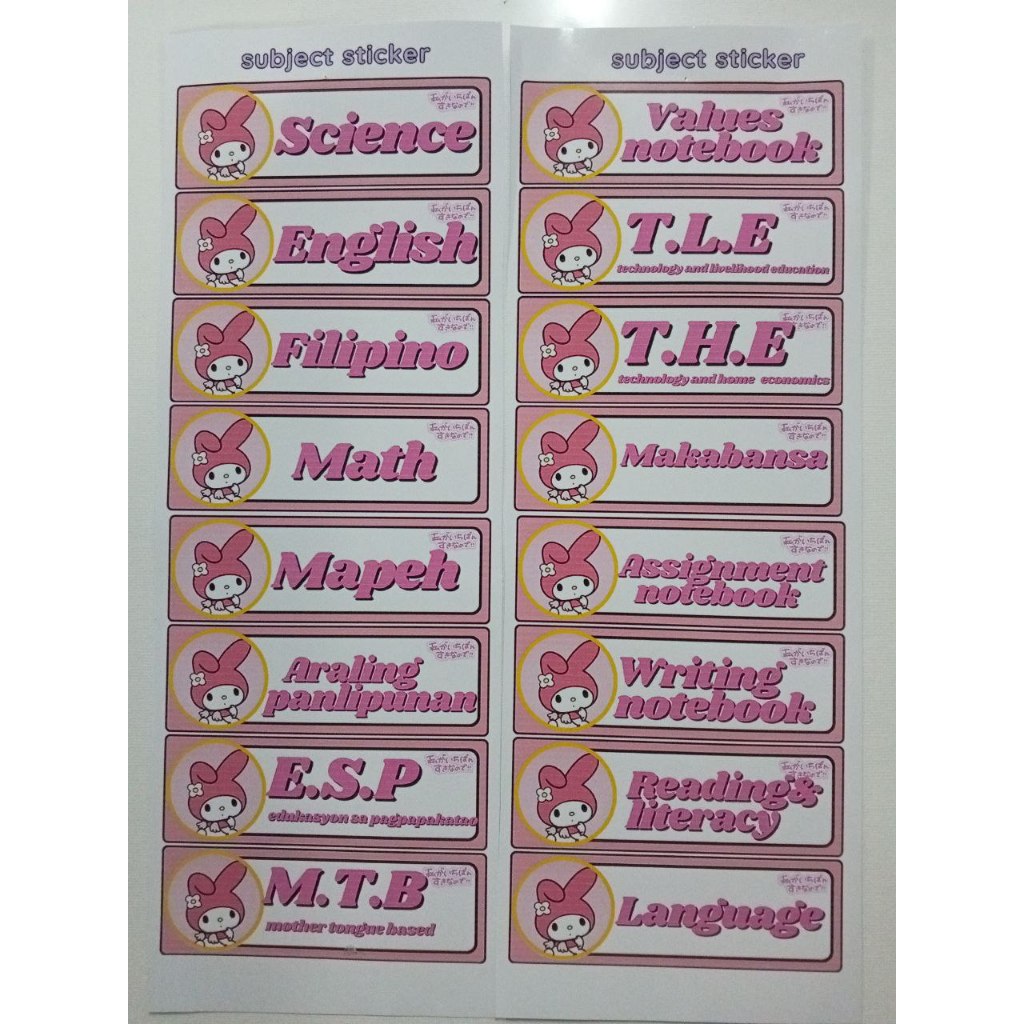 subject sticker
Science
English
Filipino
Math
Mapeh
Araling
panlipunan
E.S.P
edukasyon sa pagpapakatao
M.T.B
mother tongue based
subject sticker
Values
notebook
T.L.E
technology and livelihood education
T.H.E
technology and home economics
Makabansa
Assignment
notebook
Writing
notebook
Reading&
literacy
Language